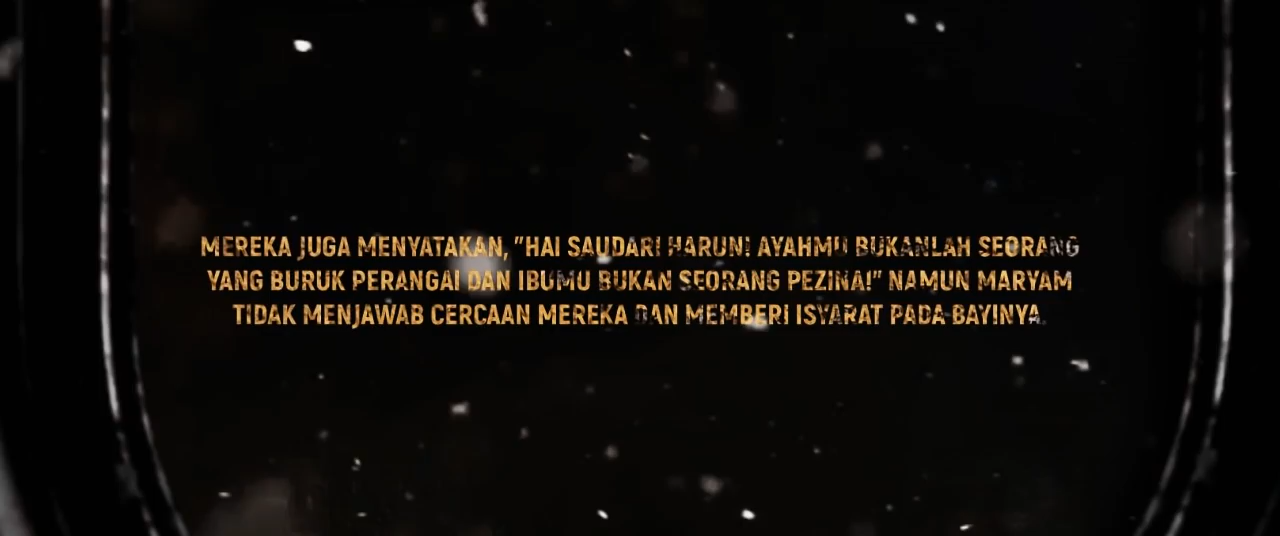 MEREKA JUGA MENYATAKAN, "HAI SAUDARI HARUN! AYAHMU BUKANLAH SEORANG
YANG BURUK PERANGAI DAN IBUMU BUKAN SEORANG PEZINA!" NAMUN MARYAM
TIDAK MENJAWAB CERCAAN MEREKA DAN MEMBERI ISYARAT PADA BAYINYA.